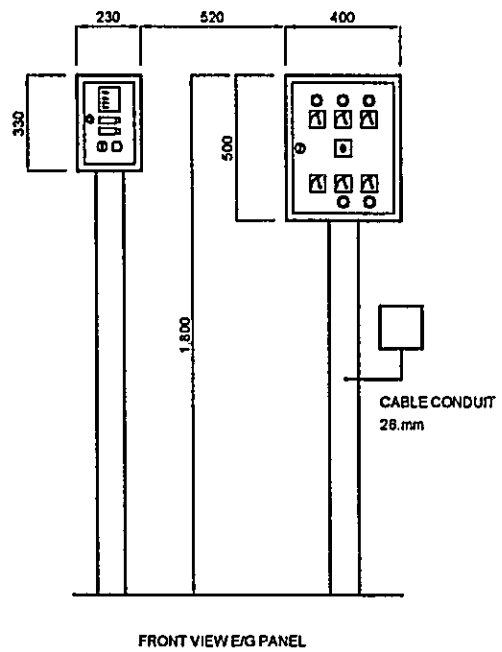 230 520 400
330
500
1,800
CABLE CONDUIT
28.mm
FRONT VIEW E/G PANEL